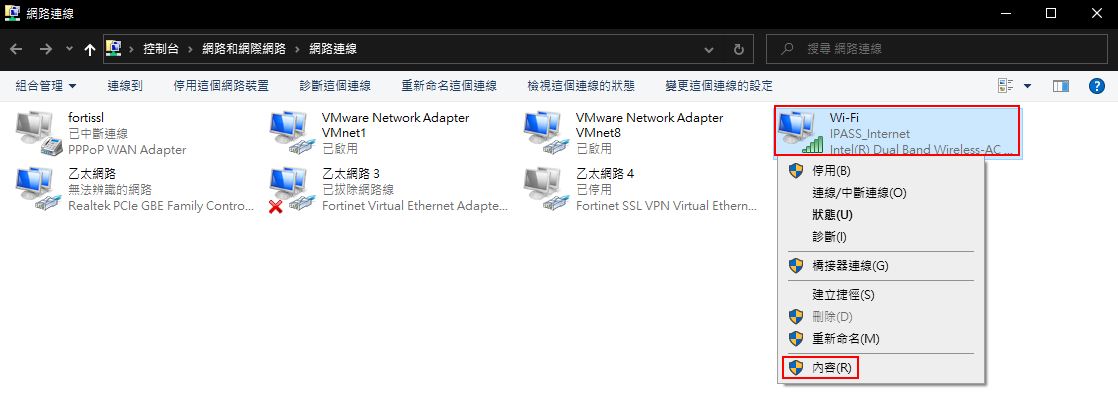 網路連線
控制台 › 網路和網際網路 › 網路連線
搜尋 網路連線
組合管理
連線到
停用這個網路裝置
診斷這個連線
重新命名這個連線
檢視這個連線的狀態
變更這個連線的設定
fortissl
已中斷連線
PPPoP WAN Adapter
VMware Network Adapter
VMnet1
已啟用
VMware Network Adapter
VMnet8
已啟用
Wi-Fi
IPASS_Internet
Intel(R) Dual Band Wireless-AC ...
乙太網路
無法辨識的網路
Realtek PCIe GBE Family Contro...
乙太網路 3
已拔除網路線
Fortinet Virtual Ethernet Adapte...
乙太網路 4
已停用
Fortinet SSL VPN Virtual Ethern...
停用(B)
連線/中斷連線(O)
狀態(U)
診斷(I)
橋接器連線(G)
建立捷徑(S)
刪除(D)
重新命名(M)
內容(R)